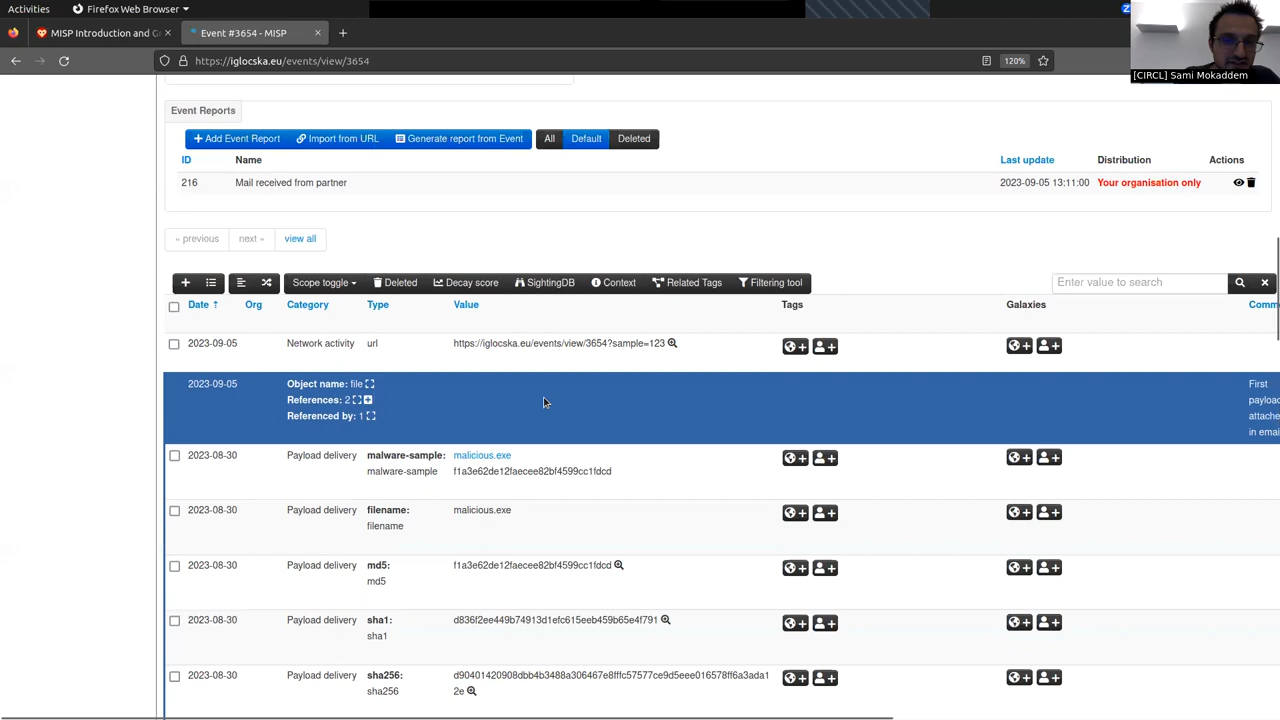 Activities
Firefox Web Browser
MISP Introduction and G
Event #3654 - MISP
https://iglocska.eu/events/view/3654
120%
[CIRCL] Sami Mokaddem
Event Reports
Add Event Report
Import from URL
Generate report from Event
All
Default
Deleted
ID Name Last update Distribution Actions
216 Mail received from partner 2023-09-05 13:11:00 Your organisation only
« previous next » view all
Scope toggle Deleted Decay score SightingDB Context Related Tags Filtering tool Enter value to search
Date Org Category Type Value Tags Galaxies Comm
2023-09-05 Network activity url https://iglocska.eu/events/view/3654?sample=123
2023-09-05 Object name: file First
References: 2 payload
Referenced by: 1 attache
in email
2023-08-30 Payload delivery malware-sample: malicious.exe
malware-sample f1a3e62de12faecee82bf4599cc1fdcd
2023-08-30 Payload delivery filename: malicious.exe
filename
2023-08-30 Payload delivery md5: f1a3e62de12faecee82bf4599cc1fdcd
md5
2023-08-30 Payload delivery sha1: d836f2ee449b74913d1efc615eeb459b65e4f791
sha1
2023-08-30 Payload delivery sha256: d90401420908dbb4b3488a306467e8fffc57577ce9d5eee016578ff6a3ada1
sha256 2e